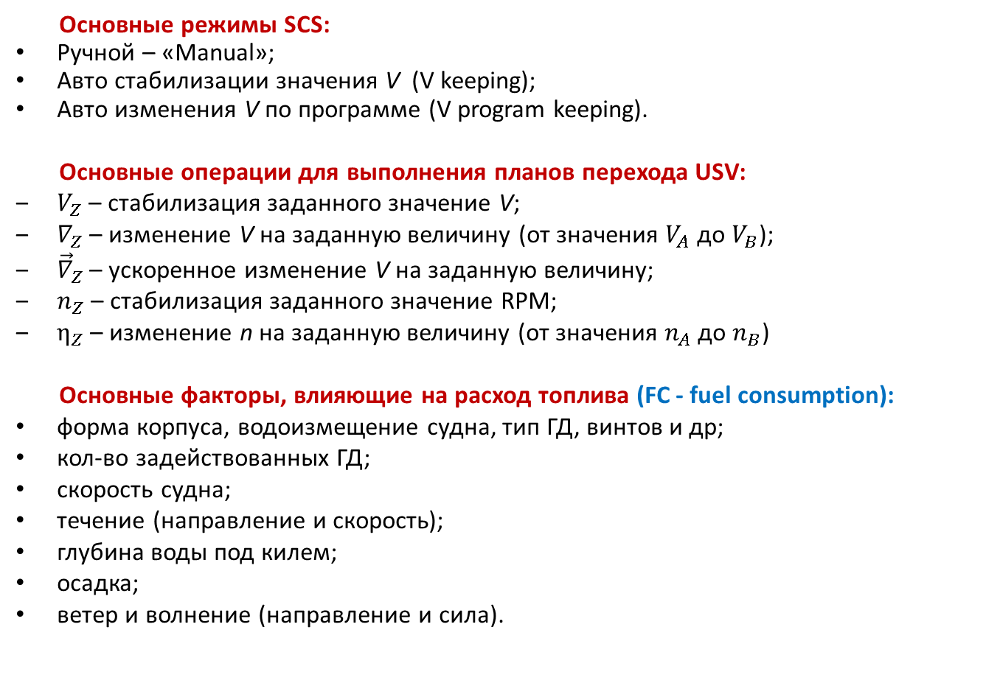 Основные режимы SCS:
• Ручной – «Manual»;
• Авто стабилизации значения V (V keeping);
• Авто изменения V по программе (V program keeping).
Основные операции для выполнения планов перехода USV:
– V_Z – стабилизация заданного значение V;
– ∇_Z – изменение V на заданную величину (от значения V_A до V_B);
– ∇⃗_Z – ускоренное изменение V на заданную величину;
– n_Z – стабилизация заданного значение RPM;
– η_Z – изменение n на заданную величину (от значения n_A до n_B)
Основные факторы, влияющие на расход топлива (FC - fuel consumption):
• форма корпуса, водоизмещение судна, тип ГД, винтов и др;
• кол-во задействованных ГД;
• скорость судна;
• течение (направление и скорость);
• глубина воды под килем;
• осадка;
• ветер и волнение (направление и сила).